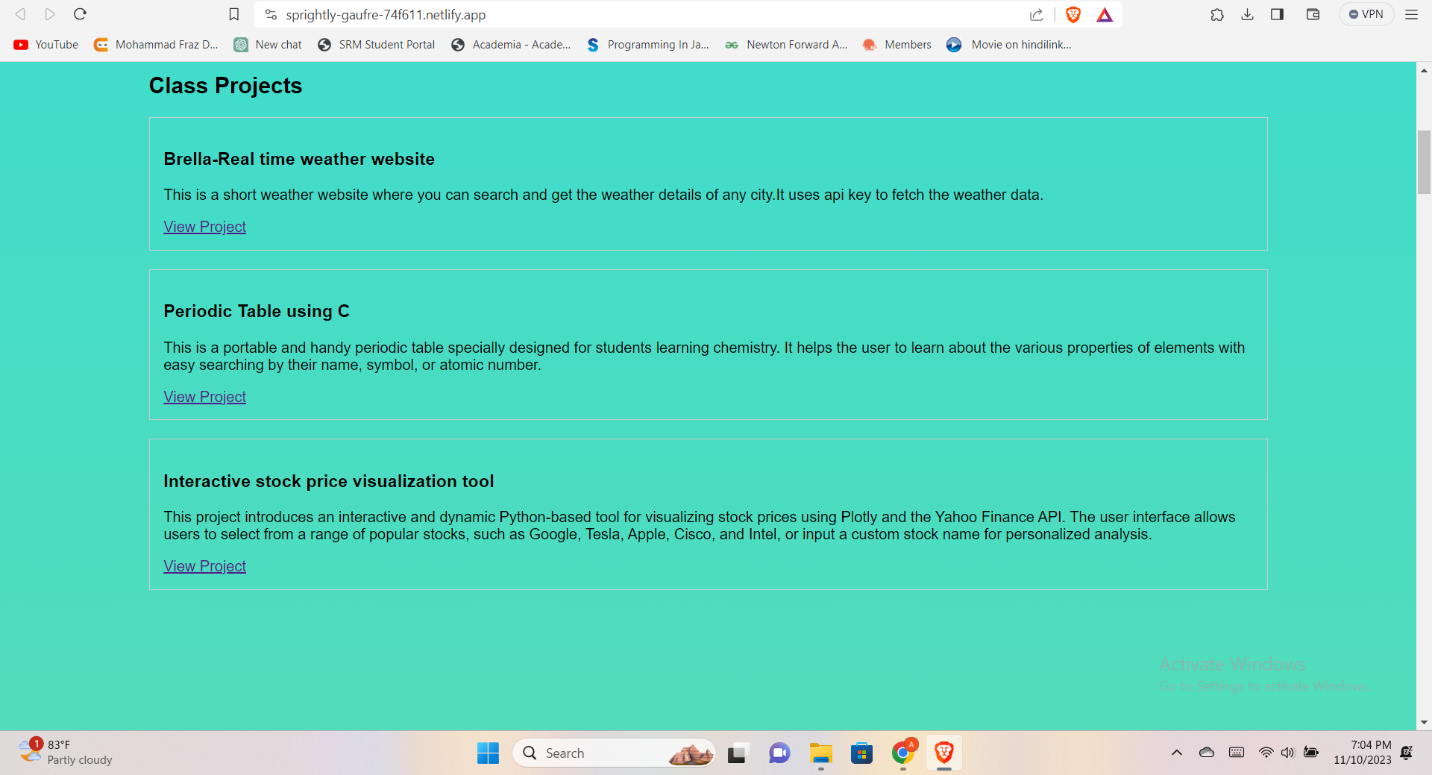 sprightly-gaufre-74f611.netlify.app
VPN
YouTube
Mohammad Fraz D...
New chat
SRM Student Portal
Academia - Acade...
Programming In Ja...
Newton Forward A...
Members
Movie on hindilink...
Class Projects
Brella-Real time weather website
This is a short weather website where you can search and get the weather details of any city.It uses api key to fetch the weather data.
View Project
Periodic Table using C
This is a portable and handy periodic table specially designed for students learning chemistry. It helps the user to learn about the various properties of elements with
easy searching by their name, symbol, or atomic number.
View Project
Interactive stock price visualization tool
This project introduces an interactive and dynamic Python-based tool for visualizing stock prices using Plotly and the Yahoo Finance API. The user interface allows
users to select from a range of popular stocks, such as Google, Tesla, Apple, Cisco, and Intel, or input a custom stock name for personalized analysis.
View Project
Activate Windows
Go to Settings to activate Windows.
1
83°F
Partly cloudy
Search
A
7:04 PM
11/10/2023